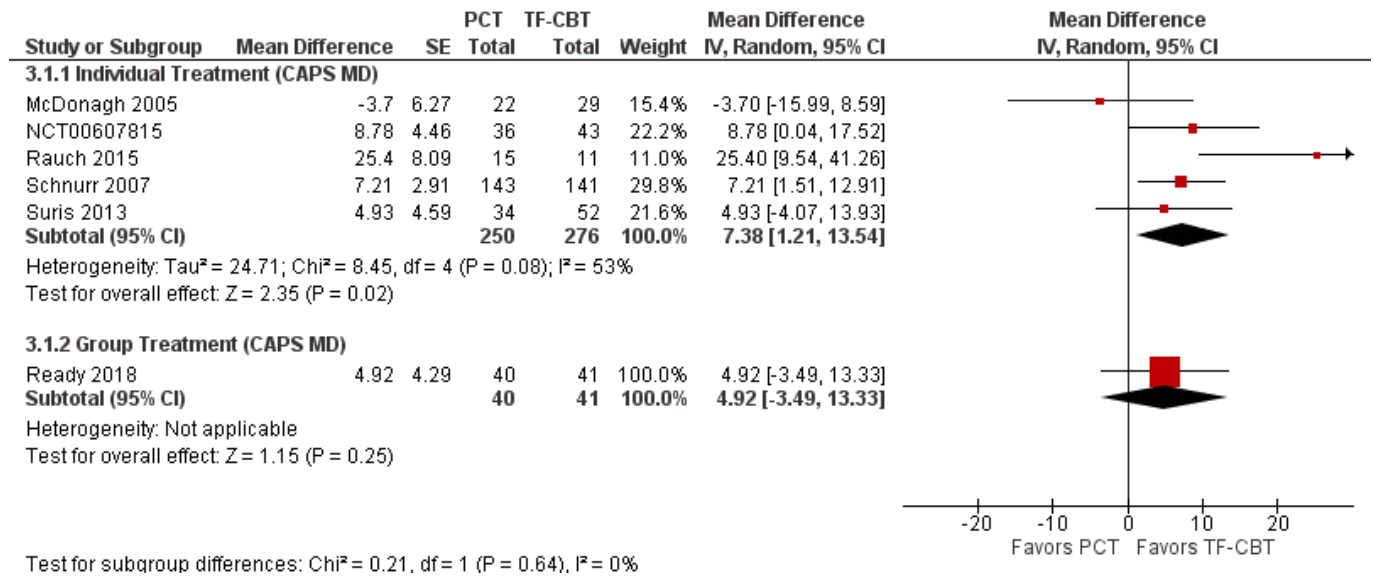 PCT TF-CBT Mean Difference Mean Difference
Study or Subgroup Mean Difference SE Total Total Weight IV, Random, 95% CI IV, Random, 95% CI
3.1.1 Individual Treatment (CAPS MD)
McDonagh 2005 -3.7 6.27 22 29 15.4% -3.70 [-15.99, 8.59]
NCT00607815 8.78 4.46 36 43 22.2% 8.78 [0.04, 17.52]
Rauch 2015 25.4 8.09 15 11 11.0% 25.40 [9.54, 41.26]
Schnurr 2007 7.21 2.91 143 141 29.8% 7.21 [1.51, 12.91]
Suris 2013 4.93 4.59 34 52 21.6% 4.93 [-4.07, 13.93]
Subtotal (95% CI) 250 276 100.0% 7.38 [1.21, 13.54]
Heterogeneity: Tau² = 24.71; Chi² = 8.45, df = 4 (P = 0.08); I² = 53%
Test for overall effect: Z = 2.35 (P = 0.02)
3.1.2 Group Treatment (CAPS MD)
Ready 2018 4.92 4.29 40 41 100.0% 4.92 [-3.49, 13.33]
Subtotal (95% CI) 40 41 100.0% 4.92 [-3.49, 13.33]
Heterogeneity: Not applicable
Test for overall effect: Z = 1.15 (P = 0.25)
-20 -10 0 10 20
Favors PCT Favors TF-CBT
Test for subgroup differences: Chi² = 0.21, df = 1 (P = 0.64), I² = 0%